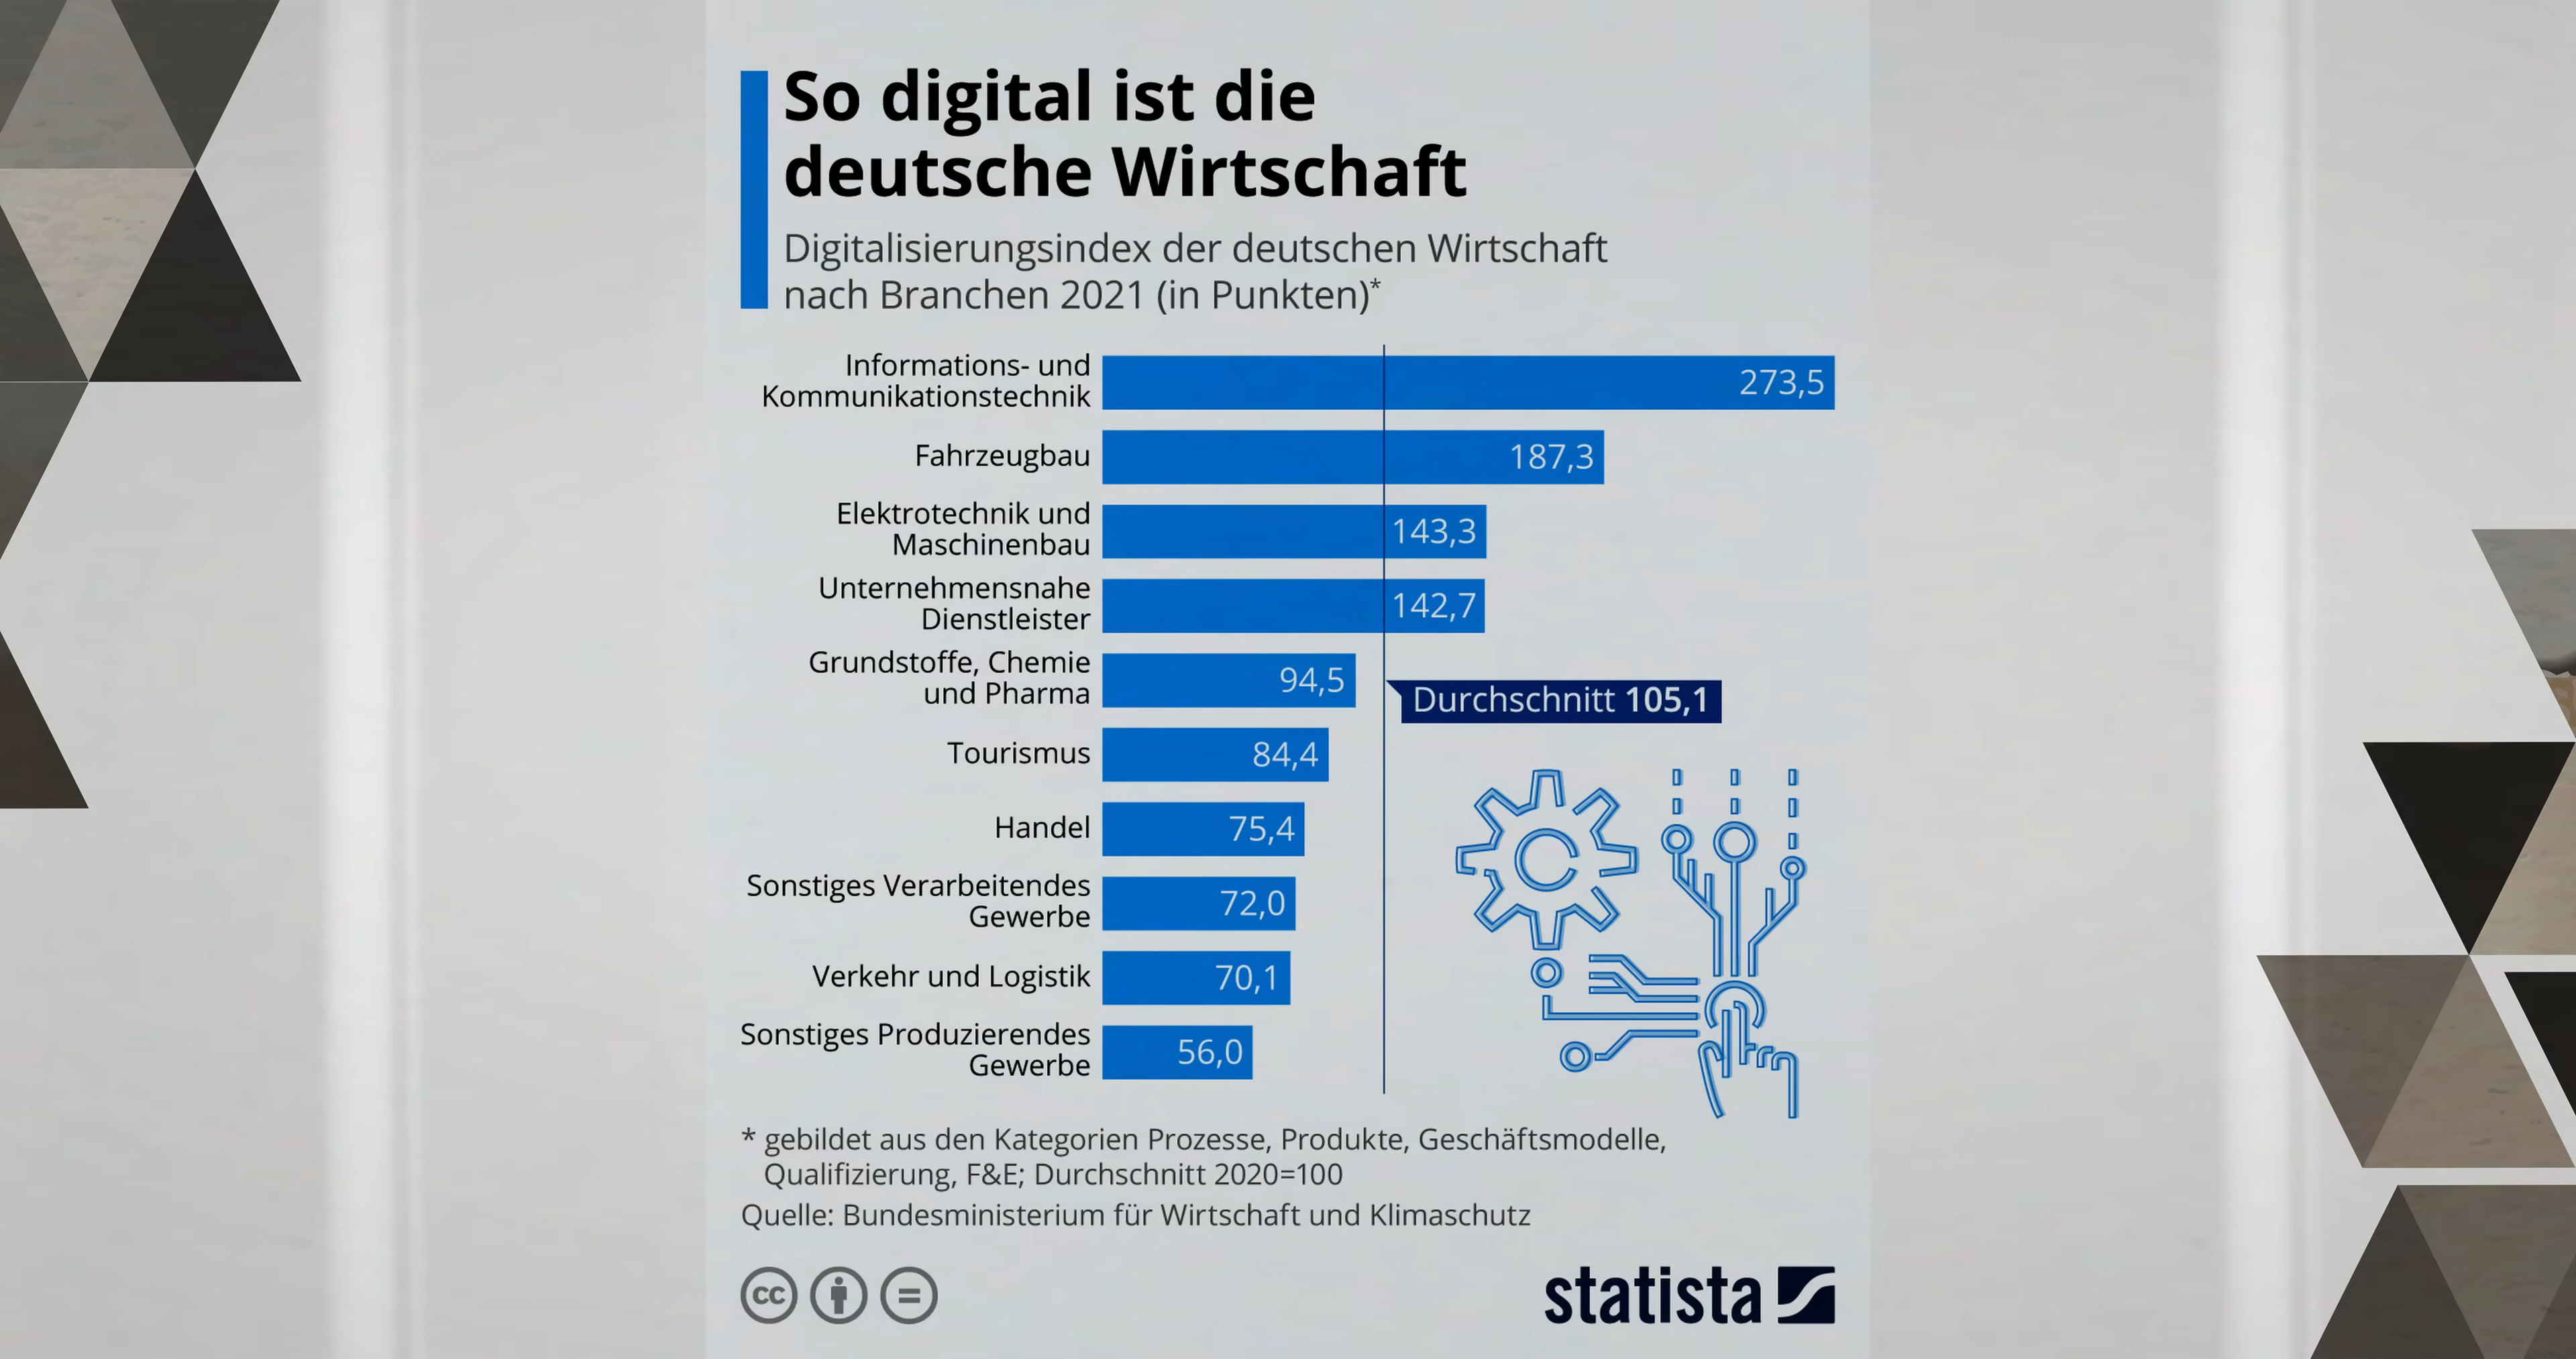 So digital ist die
deutsche Wirtschaft
Digitalisierungsindex der deutschen Wirtschaft
nach Branchen 2021 (in Punkten)*
Informations- und
Kommunikationstechnik
273,5
Fahrzeugbau
187,3
Elektrotechnik und
Maschinenbau
143,3
Unternehmensnahe
Dienstleister
142,7
Grundstoffe, Chemie
und Pharma
94,5
Durchschnitt 105,1
Tourismus
84,4
Handel
75,4
Sonstiges Verarbeitendes
Gewerbe
72,0
Verkehr und Logistik
70,1
Sonstiges Produzierendes
Gewerbe
56,0
* gebildet aus den Kategorien Prozesse, Produkte, Geschäftsmodelle,
Qualifizierung, F&E; Durchschnitt 2020=100
Quelle: Bundesministerium für Wirtschaft und Klimaschutz
cc
statista